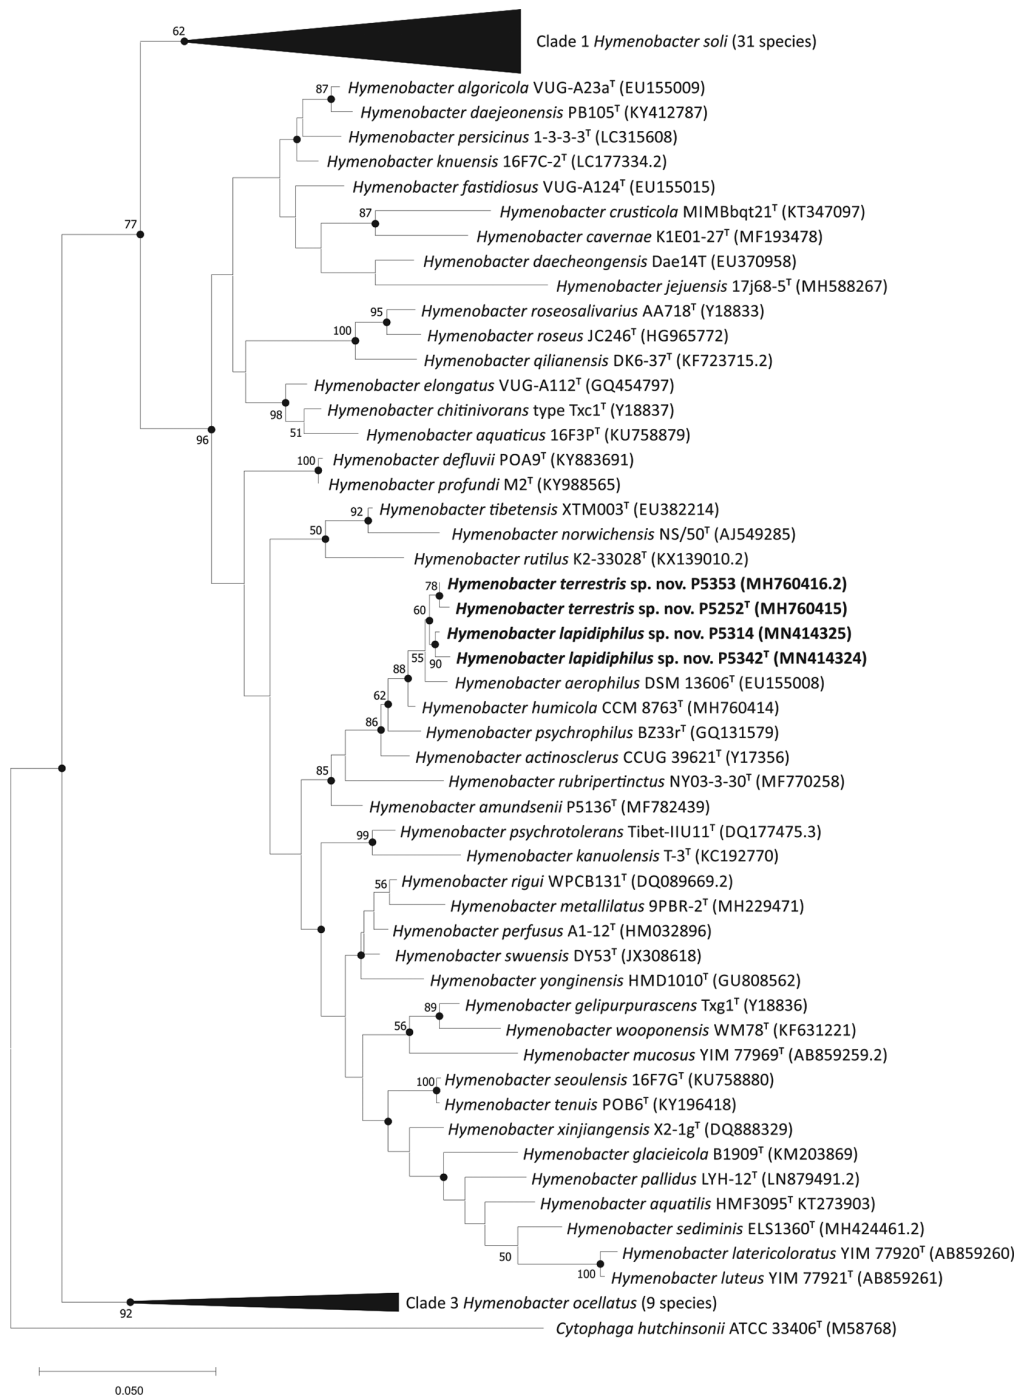 62
Clade 1 Hymenobacter soli (31 species)
87
Hymenobacter algoricola VUG-A23aᵀ (EU155009)
Hymenobacter daejeonensis PB105ᵀ (KY412787)
Hymenobacter persicinus 1-3-3-3ᵀ (LC315608)
Hymenobacter knuensis 16F7C-2ᵀ (LC177334.2)
Hymenobacter fastidiosus VUG-A124ᵀ (EU155015)
77
87
Hymenobacter crusticola MIMBbqt21ᵀ (KT347097)
Hymenobacter cavernae K1E01-27ᵀ (MF193478)
Hymenobacter daecheongensis Dae14T (EU370958)
Hymenobacter jejuensis 17j68-5ᵀ (MH588267)
95
Hymenobacter roseosalivarius AA718ᵀ (Y18833)
100
Hymenobacter roseus JC246ᵀ (HG965772)
Hymenobacter qilianensis DK6-37ᵀ (KF723715.2)
Hymenobacter elongatus VUG-A112ᵀ (GQ454797)
98
Hymenobacter chitinivorans type Txc1ᵀ (Y18837)
51
Hymenobacter aquaticus 16F3Pᵀ (KU758879)
96
100
Hymenobacter defluvii POA9ᵀ (KY883691)
Hymenobacter profundi M2ᵀ (KY988565)
92
Hymenobacter tibetensis XTM003ᵀ (EU382214)
50
Hymenobacter norwichensis NS/50ᵀ (AJ549285)
Hymenobacter rutilus K2-33028ᵀ (KX139010.2)
78
Hymenobacter terrestris sp. nov. P5353 (MH760416.2)
60
Hymenobacter terrestris sp. nov. P5252ᵀ (MH760415)
Hymenobacter lapidiphilus sp. nov. P5314 (MN414325)
55
90
Hymenobacter lapidiphilus sp. nov. P5342ᵀ (MN414324)
88
Hymenobacter aerophilus DSM 13606ᵀ (EU155008)
62
Hymenobacter humicola CCM 8763ᵀ (MH760414)
86
Hymenobacter psychrophilus BZ33rᵀ (GQ131579)
Hymenobacter actinosclerus CCUG 39621ᵀ (Y17356)
85
Hymenobacter rubripertinctus NY03-3-30ᵀ (MF770258)
Hymenobacter amundsenii P5136ᵀ (MF782439)
99
Hymenobacter psychrotolerans Tibet-IIU11ᵀ (DQ177475.3)
Hymenobacter kanuolensis T-3ᵀ (KC192770)
56
Hymenobacter rigui WPCB131ᵀ (DQ089669.2)
Hymenobacter metallilatus 9PBR-2ᵀ (MH229471)
Hymenobacter perfusus A1-12ᵀ (HM032896)
Hymenobacter swuensis DY53ᵀ (JX308618)
Hymenobacter yonginensis HMD1010ᵀ (GU808562)
89
Hymenobacter gelipurpurascens Txg1ᵀ (Y18836)
56
Hymenobacter wooponensis WM78ᵀ (KF631221)
Hymenobacter mucosus YIM 77969ᵀ (AB859259.2)
100
Hymenobacter seoulensis 16F7Gᵀ (KU758880)
Hymenobacter tenuis POB6ᵀ (KY196418)
Hymenobacter xinjiangensis X2-1gᵀ (DQ888329)
Hymenobacter glacieicola B1909ᵀ (KM203869)
Hymenobacter pallidus LYH-12ᵀ (LN879491.2)
Hymenobacter aquatilis HMF3095ᵀ KT273903)
Hymenobacter sediminis ELS1360ᵀ (MH424461.2)
50
Hymenobacter latericoloratus YIM 77920ᵀ (AB859260)
100
Hymenobacter luteus YIM 77921ᵀ (AB859261)
92
Clade 3 Hymenobacter ocellatus (9 species)
Cytophaga hutchinsonii ATCC 33406ᵀ (M58768)
0.050